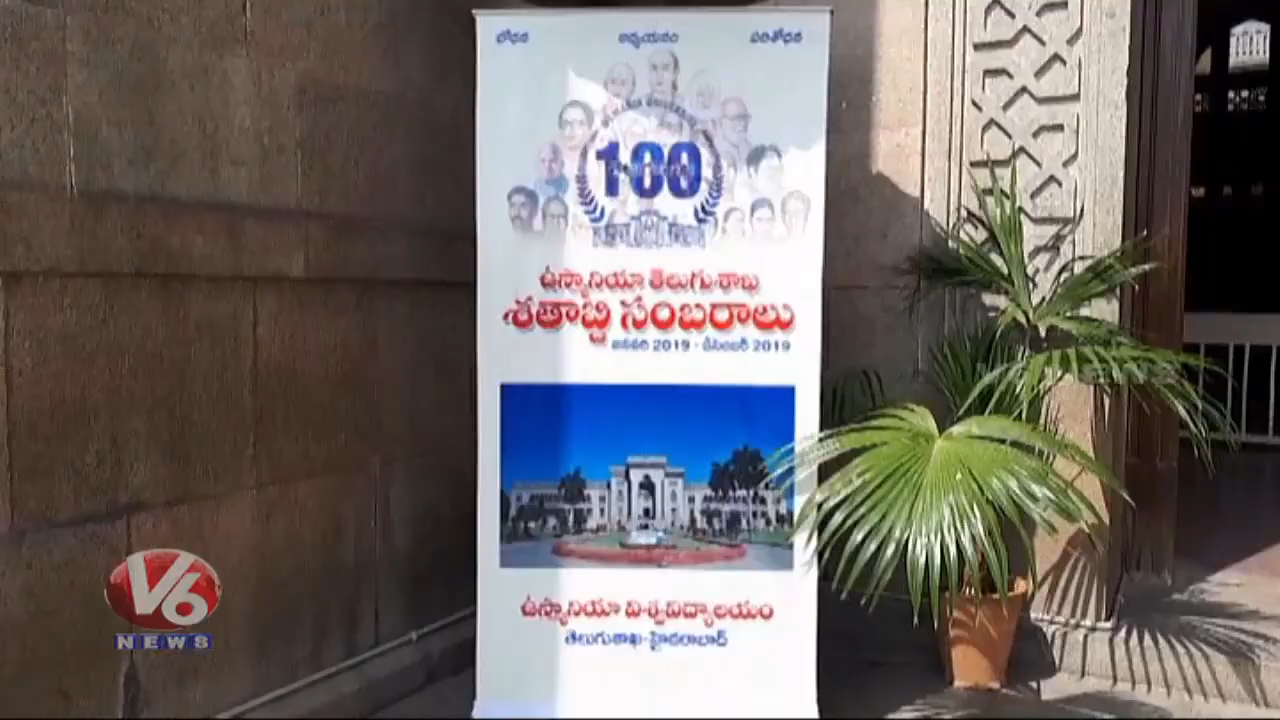 బోధన అధ్యయనం పరిశోధన
100
ఉస్మానియా తెలుగుశాఖ
శతాబ్ది సంబరాలు
జనవరి 2019 - డిసెంబర్ 2019
ఉస్మానియా విశ్వవిద్యాలయం
తెలుగుశాఖ-హైదరాబాద్
V6
NEWS